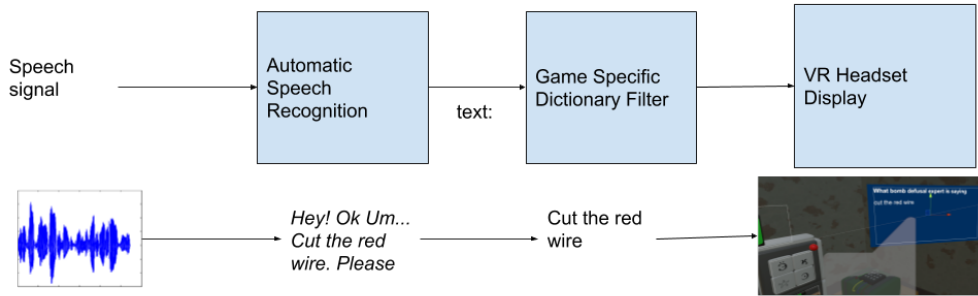 Speech
signal
Automatic
Speech
Recognition
text:
Game Specific
Dictionary Filter
VR Headset
Display
Hey! Ok Um...
Cut the red
wire. Please
Cut the red
wire
What bomb defusal expert is saying
cut the red wire